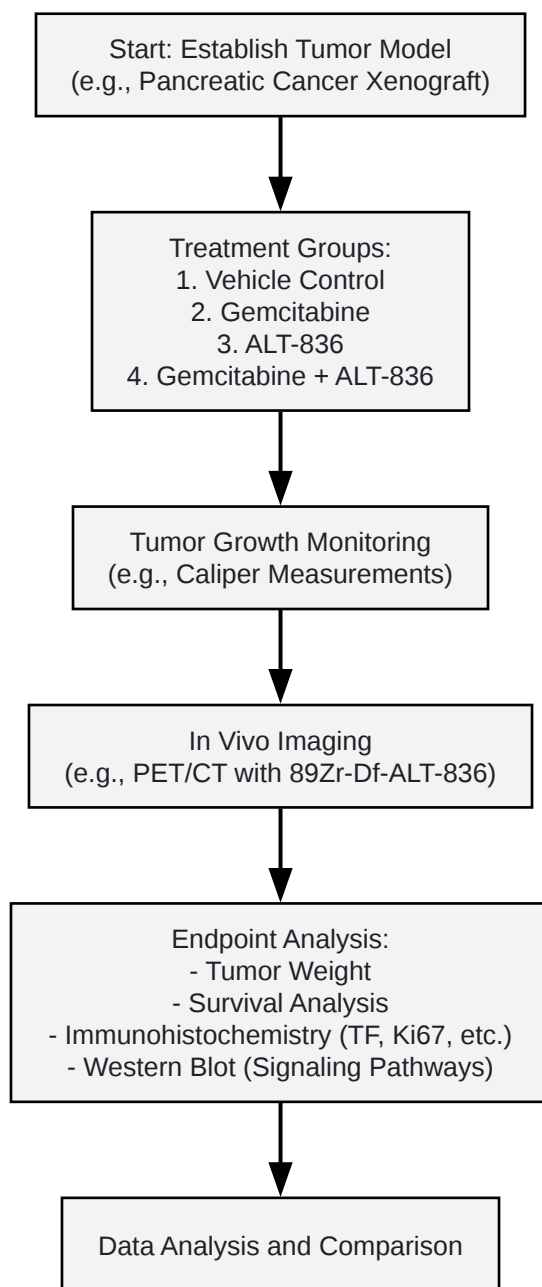 Start: Establish Tumor Model
(e.g., Pancreatic Cancer Xenograft)
Treatment Groups:
1. Vehicle Control
2. Gemcitabine
3. ALT-836
4. Gemcitabine + ALT-836
Tumor Growth Monitoring
(e.g., Caliper Measurements)
In Vivo Imaging
(e.g., PET/CT with 89Zr-Df-ALT-836)
Endpoint Analysis:
- Tumor Weight
- Survival Analysis
- Immunohistochemistry (TF, Ki67, etc.)
- Western Blot (Signaling Pathways)
Data Analysis and Comparison